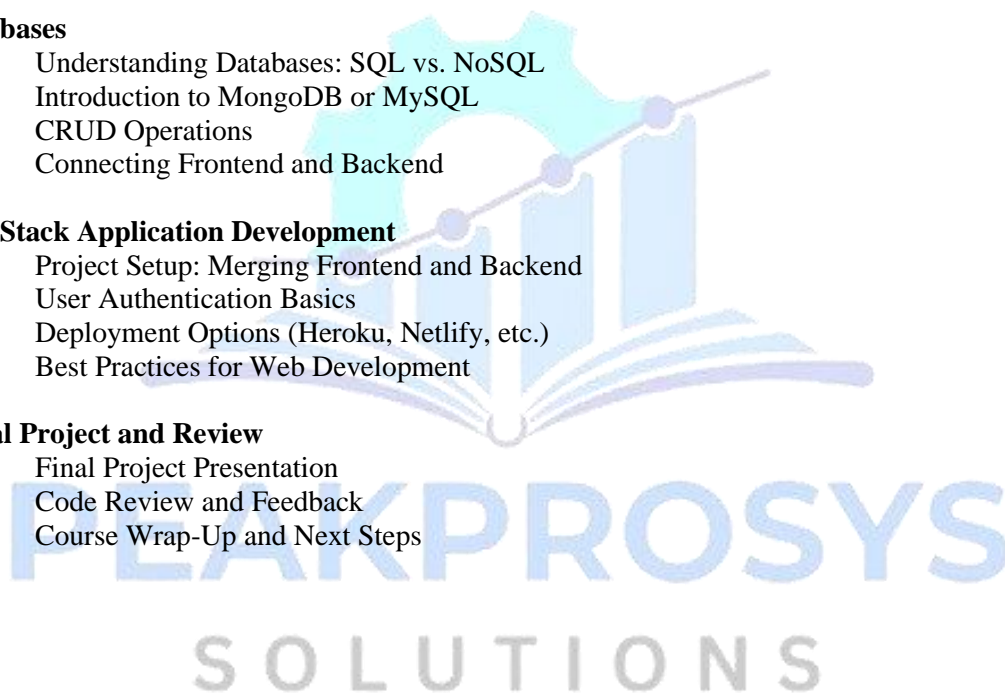 bases
Understanding Databases: SQL vs. NoSQL
Introduction to MongoDB or MySQL
CRUD Operations
Connecting Frontend and Backend
Stack Application Development
Project Setup: Merging Frontend and Backend
User Authentication Basics
Deployment Options (Heroku, Netlify, etc.)
Best Practices for Web Development
al Project and Review
Final Project Presentation
Code Review and Feedback
Course Wrap-Up and Next Steps
PEAKPROSYS
SOLUTIONS